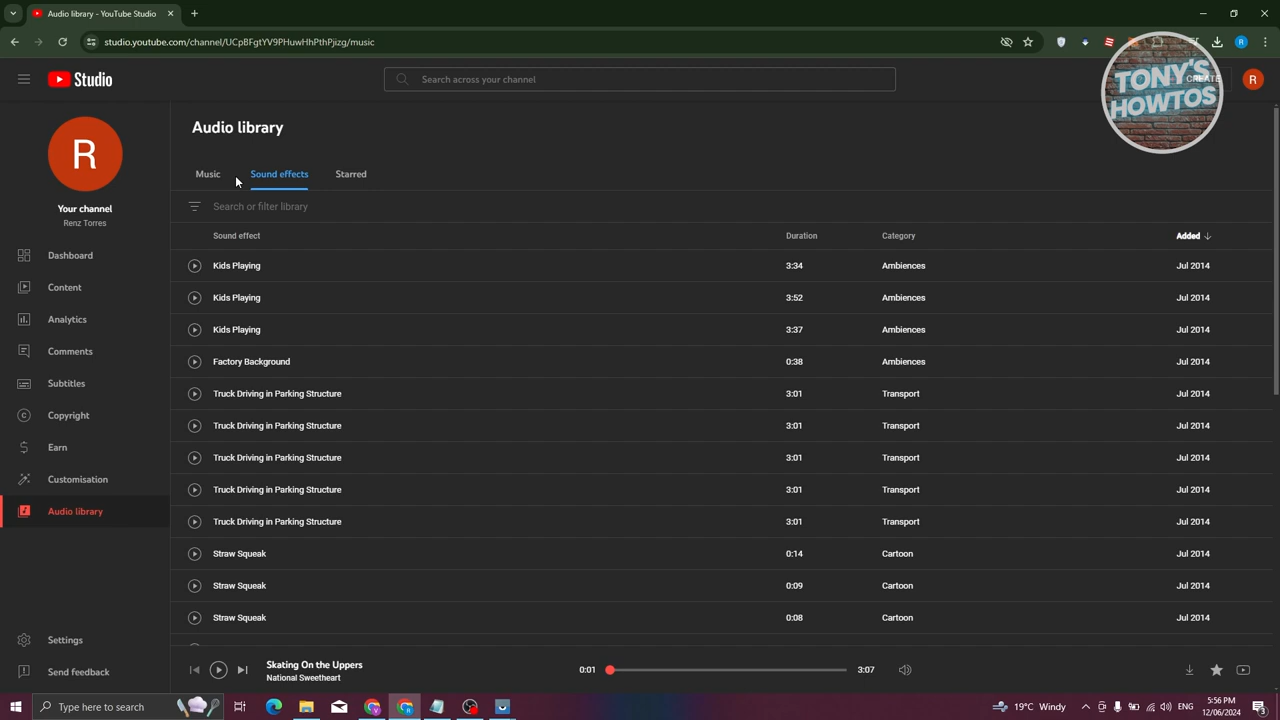 Audio library - YouTube Studio
studio.youtube.com/channel/UCpBFgtYV9PHuwHhPthPjizg/music
R
Studio
Search across your channel
CREATE
R
TONY'S
HOWTOS
R
Your channel
Renz Torres
Dashboard
Content
Analytics
Comments
Subtitles
Copyright
Earn
Customisation
Audio library
Settings
Send feedback
Audio library
Music Sound effects Starred
Search or filter library
Sound effect Duration Category Added
Kids Playing 3:34 Ambiences Jul 2014
Kids Playing 3:52 Ambiences Jul 2014
Kids Playing 3:37 Ambiences Jul 2014
Factory Background 0:38 Ambiences Jul 2014
Truck Driving in Parking Structure 3:01 Transport Jul 2014
Truck Driving in Parking Structure 3:01 Transport Jul 2014
Truck Driving in Parking Structure 3:01 Transport Jul 2014
Truck Driving in Parking Structure 3:01 Transport Jul 2014
Truck Driving in Parking Structure 3:01 Transport Jul 2014
Straw Squeak 0:14 Cartoon Jul 2014
Straw Squeak 0:09 Cartoon Jul 2014
Straw Squeak 0:08 Cartoon Jul 2014
Skating On the Uppers
National Sweetheart
0:01 3:07
Type here to search
19°C Windy ENG 5:56 PM
12/06/2024